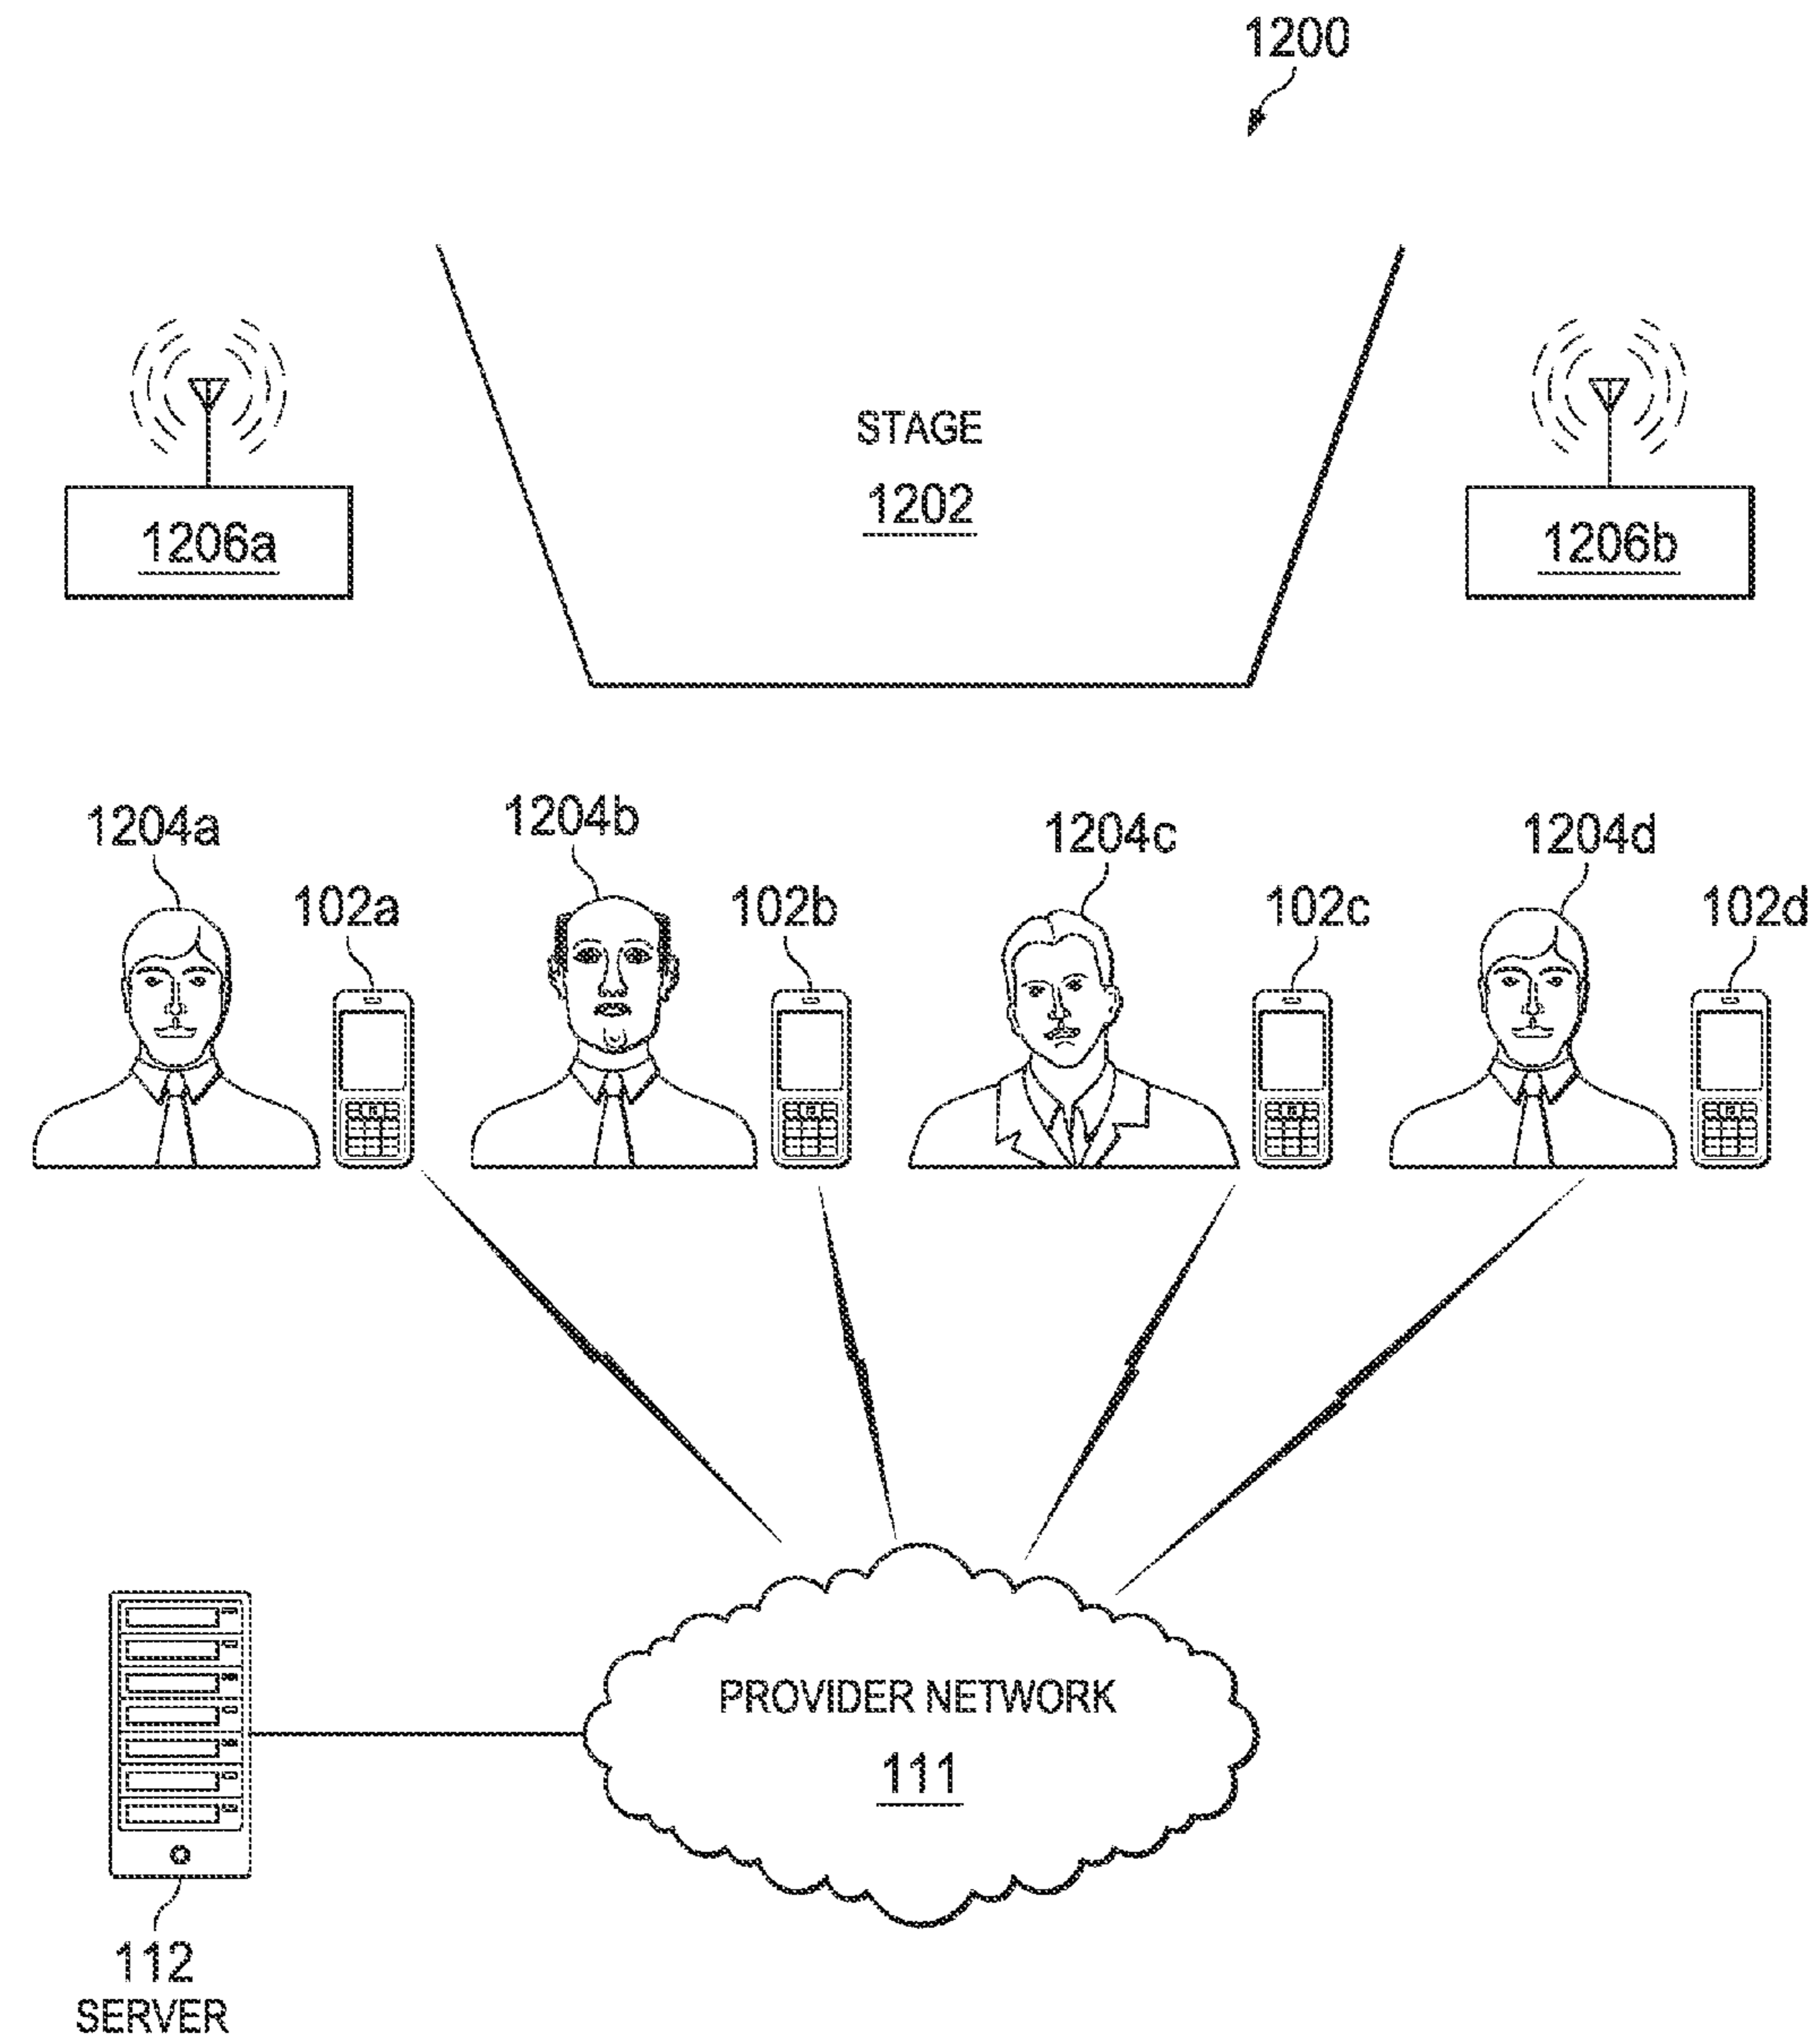 1200
STAGE
1202
1206a
1206b
1204a
1204b
1204c
1204d
102a
102b
102c
102d
PROVIDER NETWORK
111
112
SERVER